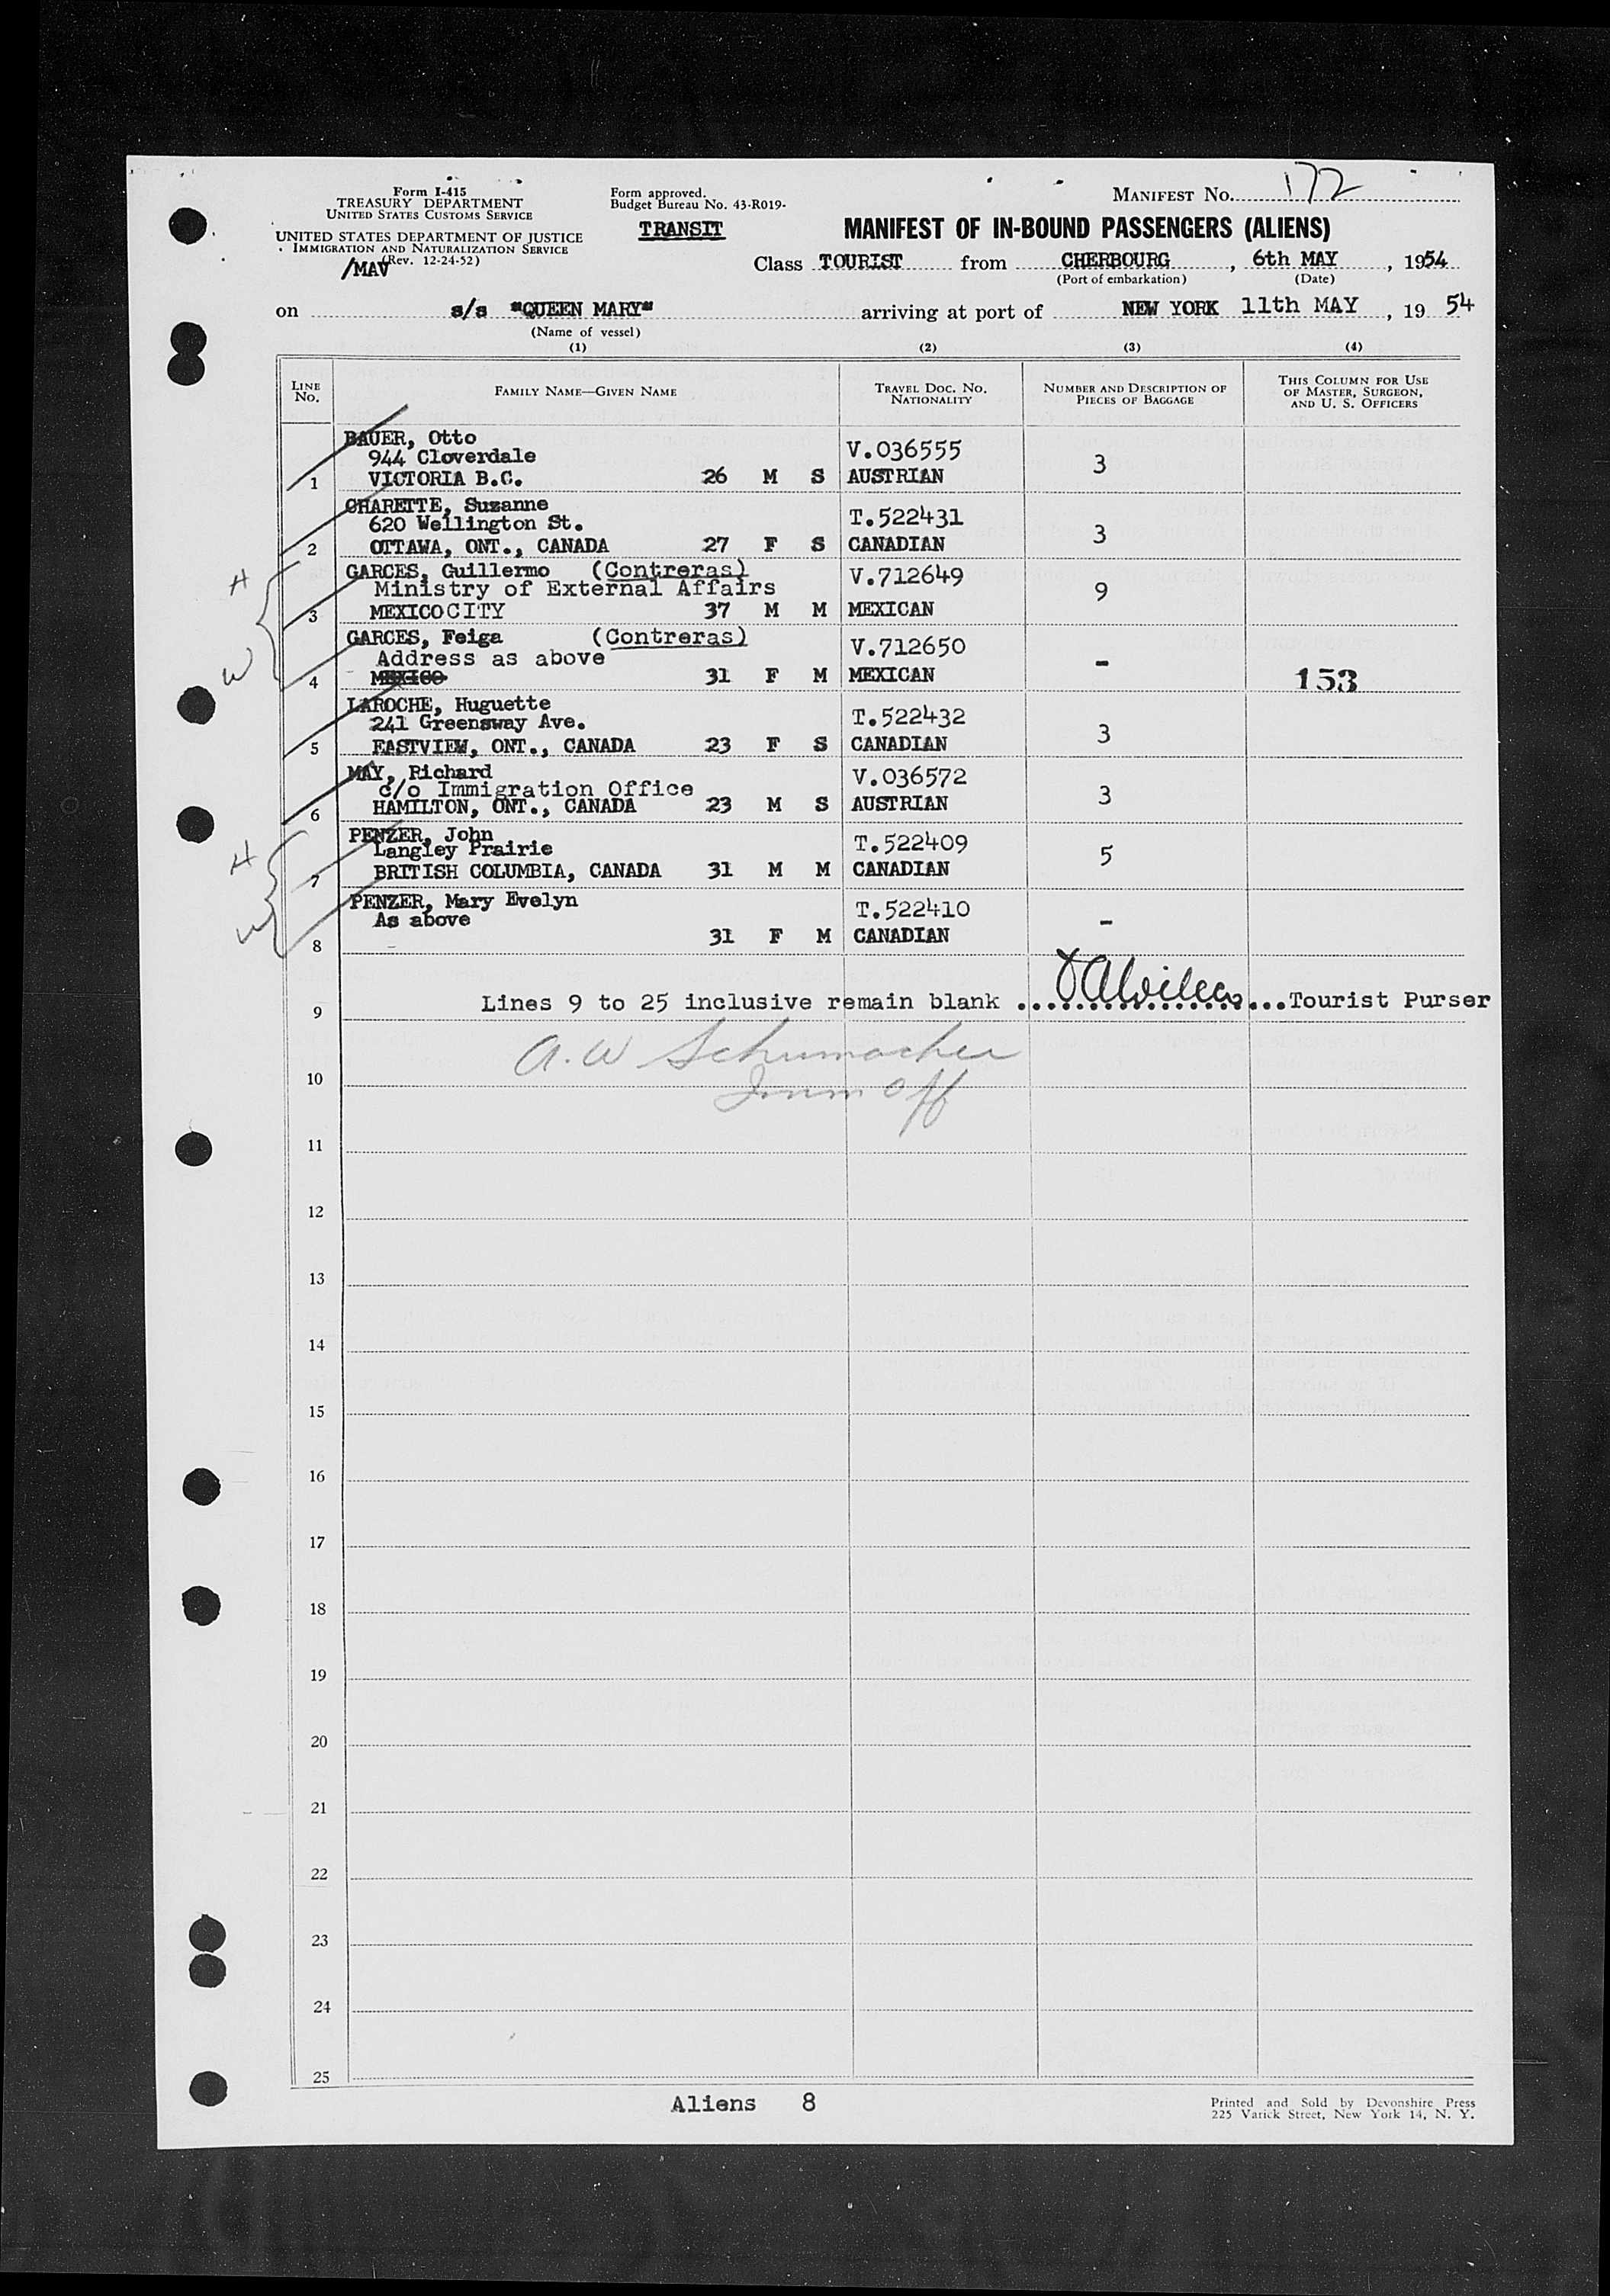 Form I-415
TREASURY DEPARTMENT
UNITED STATES CUSTOMS SERVICE
UNITED STATES DEPARTMENT OF JUSTICE
IMMIGRATION AND NATURALIZATION SERVICE
(Rev. 12-24-52)
/MAV
Form approved.
Budget Bureau No. 43-R019-
TRANSIT
MANIFEST NO. 172
MANIFEST OF IN-BOUND PASSENGERS (ALIENS)
Class TOURIST from CHERBOURG, 6th MAY, 1954
(Port of embarkation) (Date)
on s/s "QUEEN MARY" arriving at port of NEW YORK 11th MAY, 19 54
(Name of vessel)
(1) (2) (3) (4)
LINE NO. FAMILY NAME—GIVEN NAME TRAVEL DOC. NO. NATIONALITY NUMBER AND DESCRIPTION OF PIECES OF BAGGAGE THIS COLUMN FOR USE OF MASTER, SURGEON, AND U. S. OFFICERS
BAUER, Otto
944 Cloverdale V.036555 3
1 VICTORIA B.C. 26 M S AUSTRIAN
CHARETTE, Suzanne
620 Wellington St. T.522431 3
2 OTTAWA, ONT., CANADA 27 F S CANADIAN
H GARCES, Guillermo (Contreras) V.712649
Ministry of External Affairs 9
3 MEXICO CITY 37 M M MEXICAN
GARCES, Feiga (Contreras) V.712650
W Address as above -
4 MEXICO 31 F M MEXICAN 153
LAROCHE, Huguette
241 Greensway Ave. T.522432 3
5 EASTVIEW, ONT., CANADA 23 F S CANADIAN
MAY, Richard V.036572
c/o Immigration Office 3
6 HAMILTON, ONT., CANADA 23 M S AUSTRIAN
H PENZER, John T.522409
Langley Prairie 5
7 BRITISH COLUMBIA, CANADA 31 M M CANADIAN
PENZER, Mary Evelyn T.522410
W As above -
8 31 F M CANADIAN
9 Lines 9 to 25 inclusive remain blank ... ...Tourist Purser
A. W Schumacher
10 Imm Off
11
12
13
14
15
16
17
18
19
20
21
22
23
24
25
Aliens 8
Printed and Sold by Devonshire Press
225 Varick Street, New York 14, N. Y.